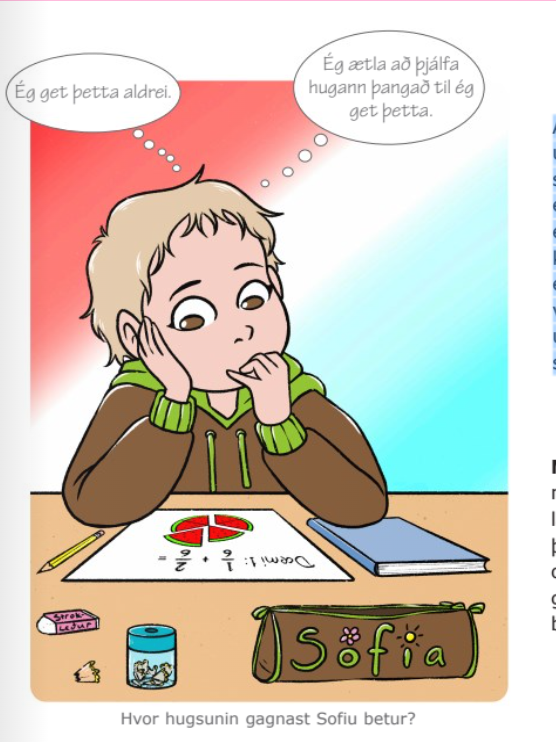 Ég get þetta aldrei.
Ég ætla að þjálfa
hugann þangað til ég
get þetta.
Dæmi 1:
1/6 + 2/6 =
Strok-
leður
Sofia
Hvor hugsunin gagnast Sofiu betur?